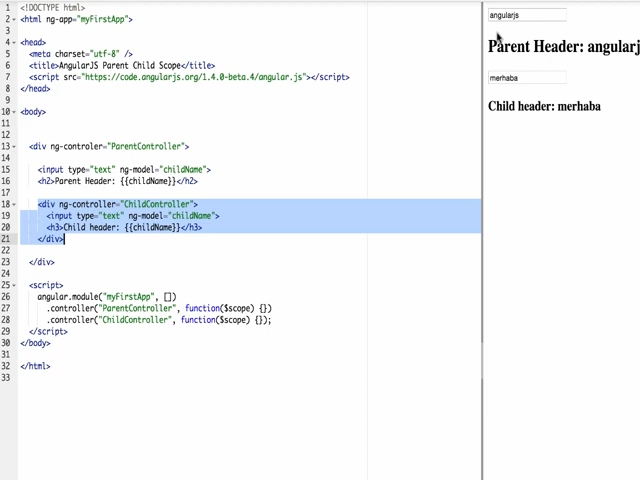 1 <!DOCTYPE html>
2 <html ng-app="myFirstApp">
3
4 <head>
5 <meta charset="utf-8" />
6 <title>AngularJS Parent Child Scope</title>
7 <script src="https://code.angularjs.org/1.4.0-beta.4/angular.js"></script>
8 </head>
9
10 <body>
11
12
13 <div ng-controler="ParentController">
14
15 <input type="text" ng-model="childName">
16 <h2>Parent Header: {{childName}}</h2>
17
18 <div ng-controller="ChildController">
19 <input type="text" ng-model="childName">
20 <h3>Child header: {{childName}}</h3>
21 </div>
22
23 </div>
24
25 <script>
26 angular.module("myFirstApp", [])
27 .controller("ParentController", function($scope) {})
28 .controller("ChildController", function($scope) {});
29 </script>
30 </body>
31
32 </html>
33
angularjs
Parent Header: angularj
merhaba
Child header: merhaba